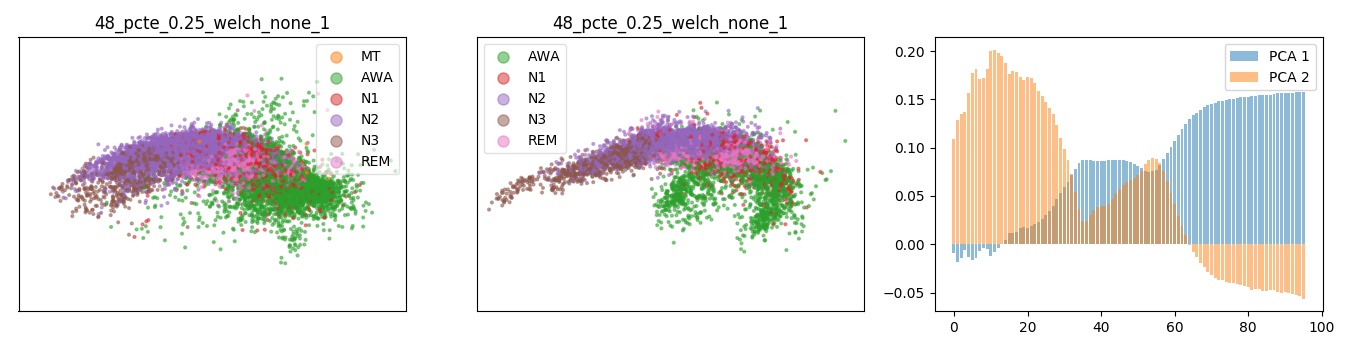 48_pcte_0.25_welch_none_1
MT
AWA
N1
N2
N3
REM
48_pcte_0.25_welch_none_1
AWA
N1
N2
N3
REM
PCA 1
PCA 2
0.20
0.15
0.10
0.05
0.00
−0.05
0
20
40
60
80
100